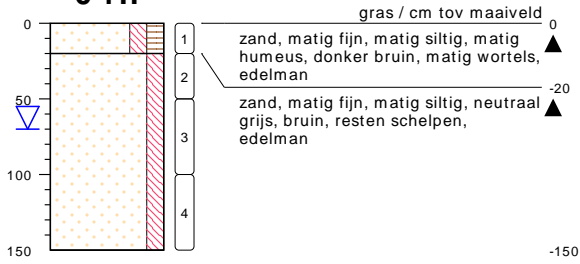 gras / cm tov maaiveld
0
0
1
zand, matig fijn, matig siltig, matig
humeus, donker bruin, matig wortels,
edelman
2
-20
50
zand, matig fijn, matig siltig, neutraal
grijs, bruin, resten schelpen,
edelman
3
100
4
150
-150